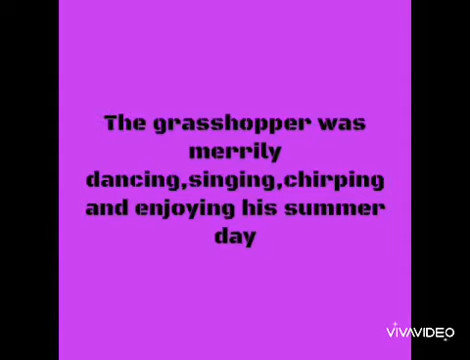 The grasshopper was
merrily
dancing,singing,chirping
and enjoying his summer
day
VIVAVIDEO